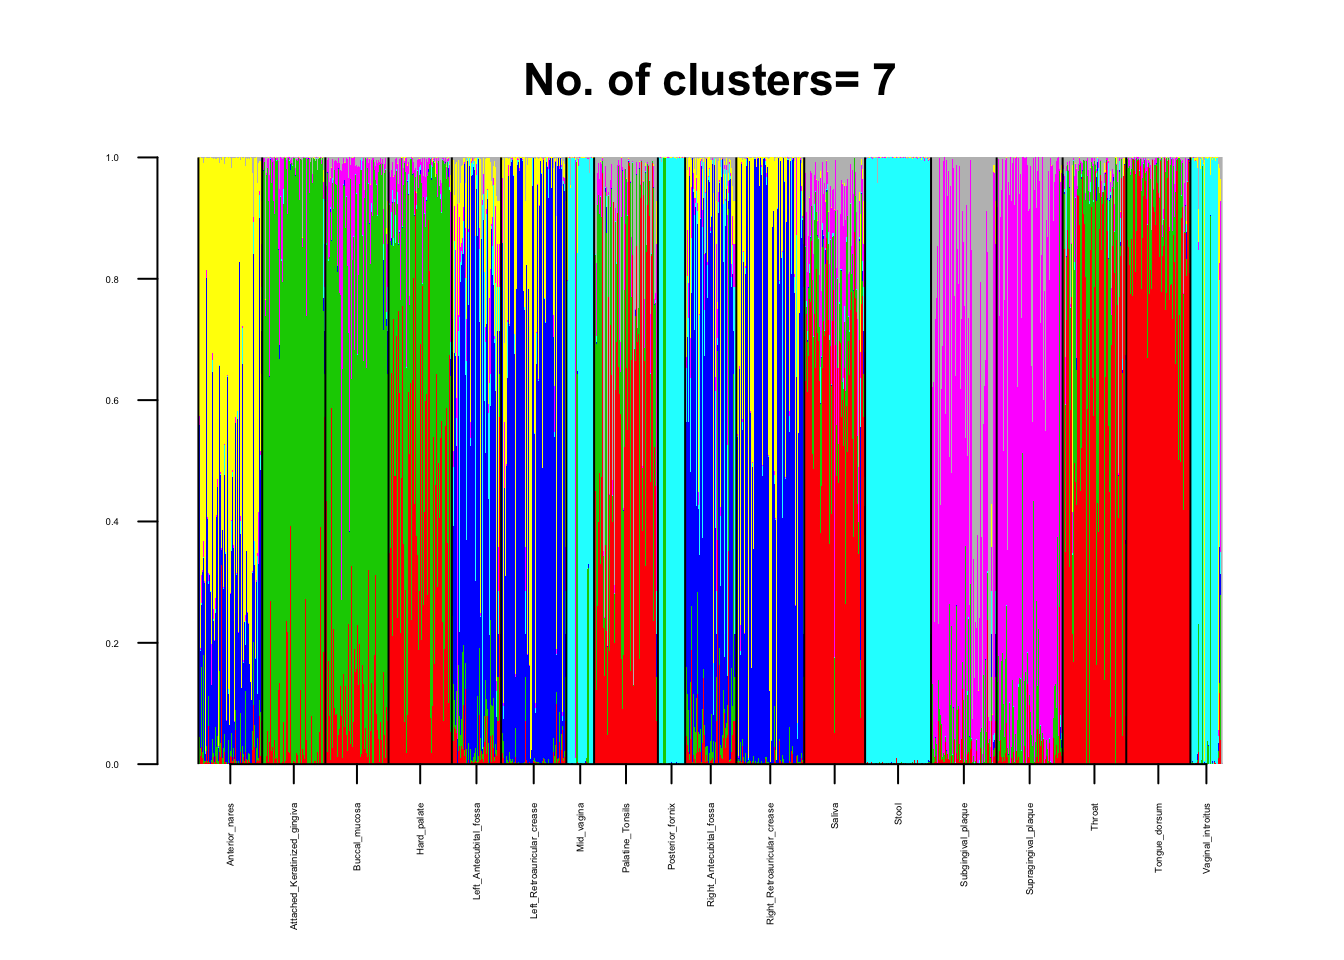 No. of clusters= 7
1.0
0.8
0.6
0.4
0.2
0.0
Anterior_nares
Attached_Keratinized_gingiva
Buccal_mucosa
Hard_palate
Left_Antecubital_fossa
Left_Retroauricular_crease
Mid_vagina
Palatine_Tonsils
Posterior_fornix
Right_Antecubital_fossa
Right_Retroauricular_crease
Saliva
Stool
Subgingival_plaque
Supragingival_plaque
Throat
Tongue_dorsum
Vaginal_introitus